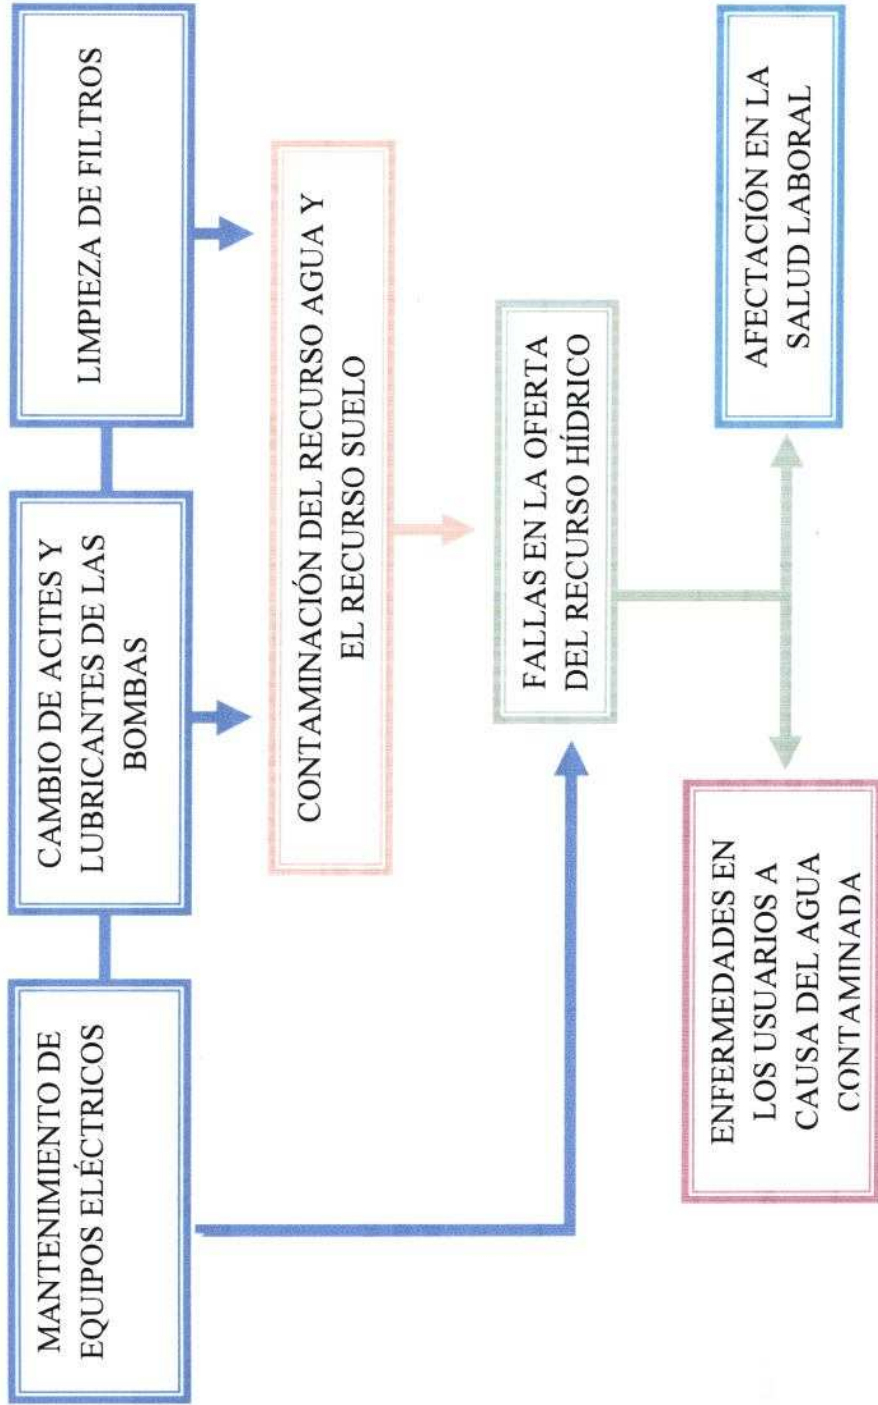 MANTENIMIENTO DE
EQUIPOS ELÉCTRICOS
CAMBIO DE ACITES Y
LUBRICANTES DE LAS
BOMBAS
LIMPIEZA DE FILTROS
CONTAMINACIÓN DEL RECURSO AGUA Y
EL RECURSO SUELO
FALLAS EN LA OFERTA
DEL RECURSO HÍDRICO
ENFERMEDADES EN
LOS USUARIOS A
CAUSA DEL AGUA
CONTAMINADA
AFECTACIÓN EN LA
SALUD LABORAL